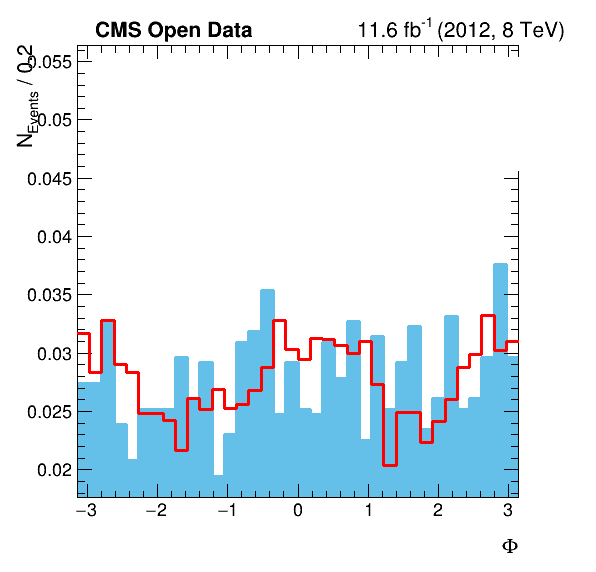 CMS Open Data
11.6 fb⁻¹ (2012, 8 TeV)
N_Events / 0.2
0.055
0.05
0.045
0.04
0.035
0.03
0.025
0.02
−3 −2 −1 0 1 2 3
Φ